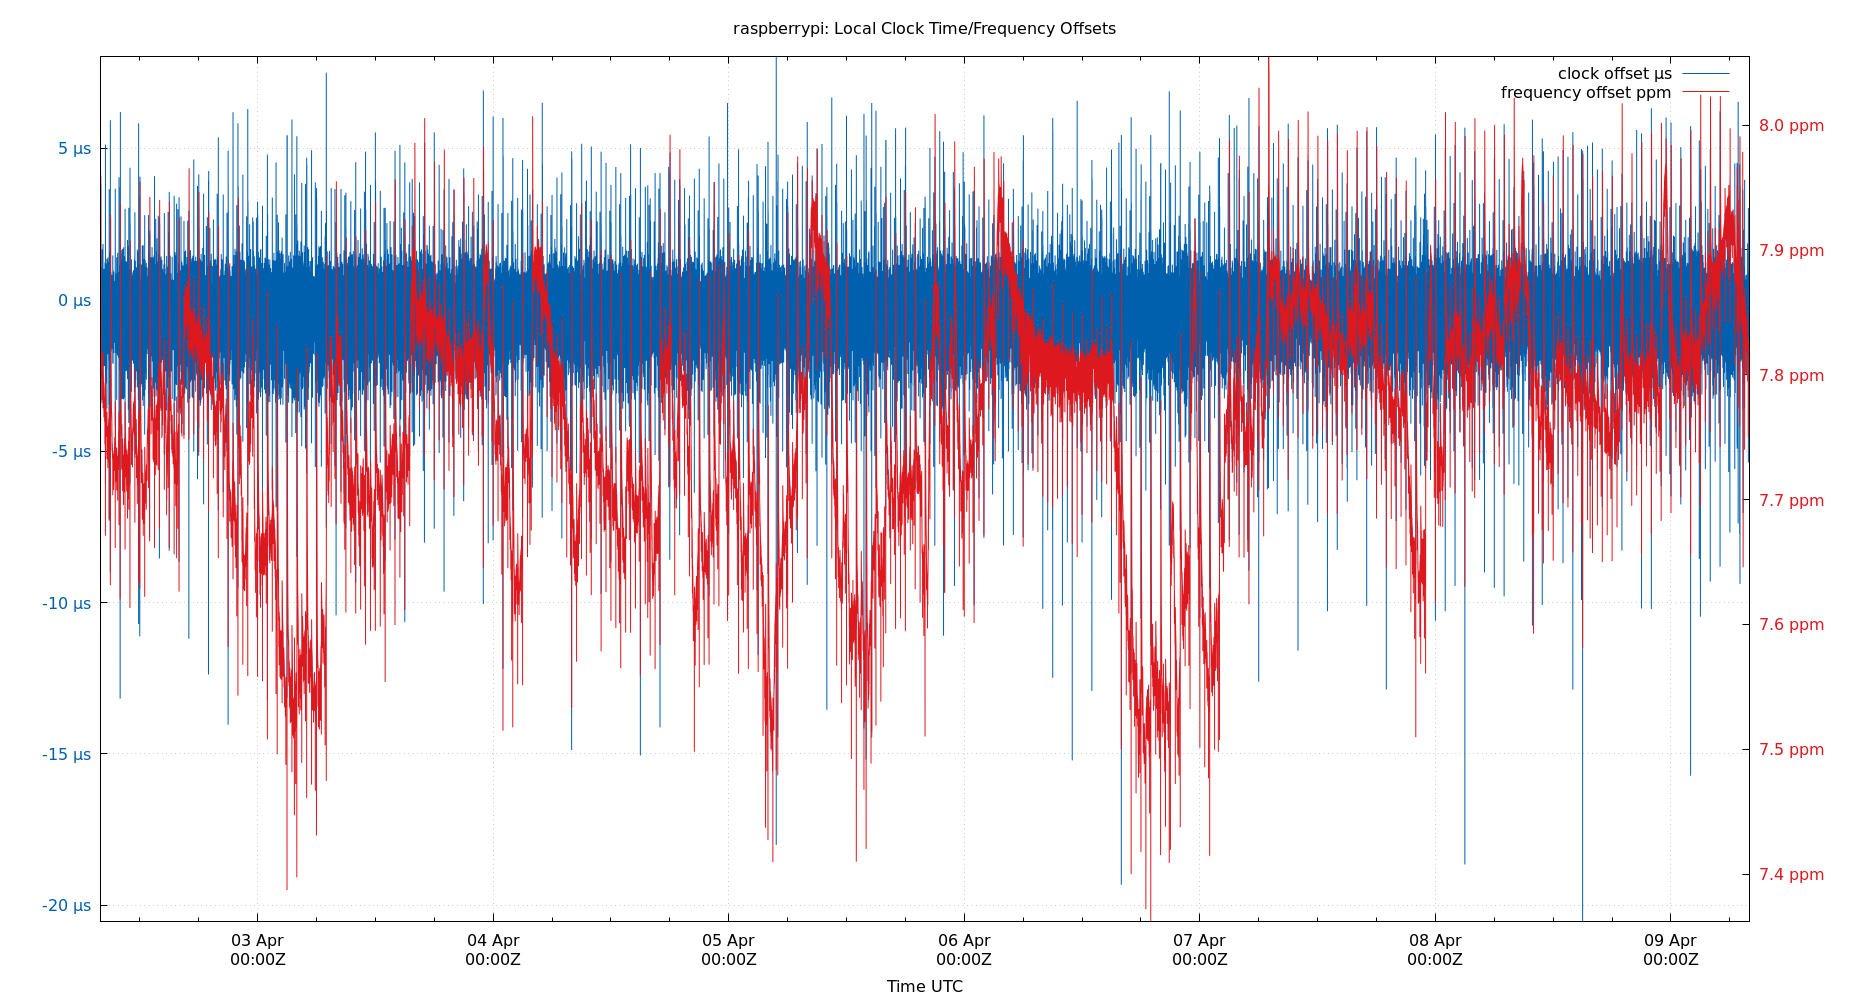 raspberrypi: Local Clock Time/Frequency Offsets
clock offset µs
frequency offset ppm
5 µs
0 µs
-5 µs
-10 µs
-15 µs
-20 µs
8.0 ppm
7.9 ppm
7.8 ppm
7.7 ppm
7.6 ppm
7.5 ppm
7.4 ppm
03 Apr
00:00Z
04 Apr
00:00Z
05 Apr
00:00Z
06 Apr
00:00Z
07 Apr
00:00Z
08 Apr
00:00Z
09 Apr
00:00Z
Time UTC